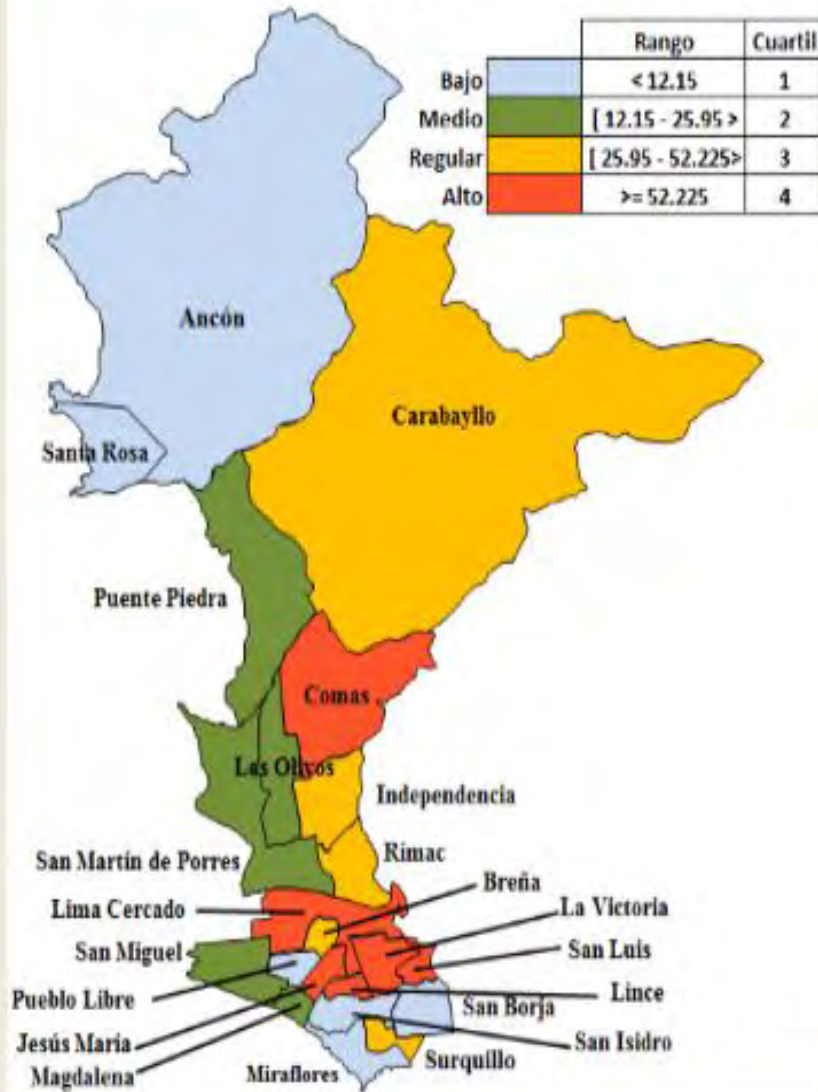 Rango Cuartil
Bajo < 12.15 1
Medio [ 12.15 - 25.95 > 2
Regular [ 25.95 - 52.225> 3
Alto >= 52.225 4
Ancón
Carabayllo
Santa Rosa
Puente Piedra
Comas
Las Olivos
Independencia
San Martín de Porres
Rímac
Breña
Lima Cercado
La Victoria
San Miguel
San Luis
Pueblo Libre
Lince
San Borja
Jesús María
San Isidro
Magdalena
Surquillo
Miraflores